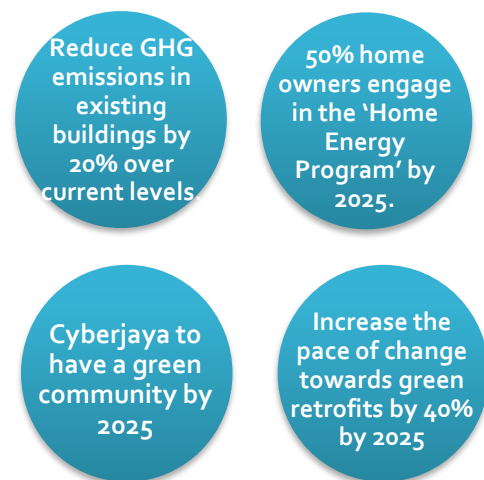 Reduce GHG
emissions in
existing
buildings by
20% over
current levels.
50% home
owners engage
in the ‘Home
Energy
Program’ by
2025.
Cyberjaya to
have a green
community by
2025
Increase the
pace of change
towards green
retrofits by 40%
by 2025